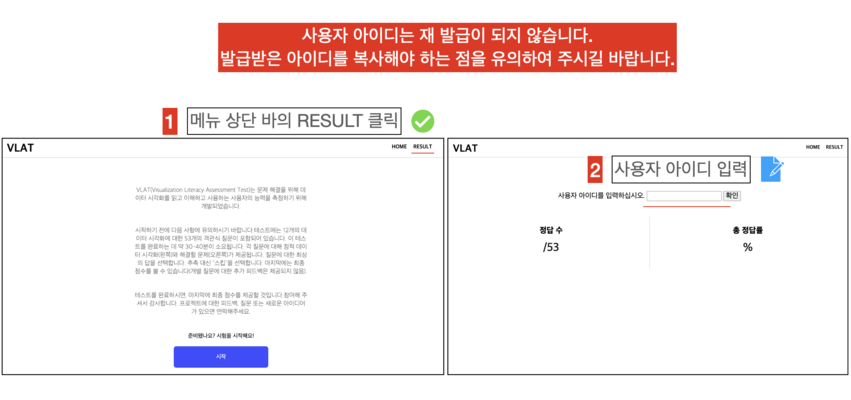 사용자 아이디는 재 발급이 되지 않습니다.
발급받은 아이디를 복사해야 하는 점을 유의하여 주시길 바랍니다.
1 메뉴 상단 바의 RESULT 클릭
VLAT HOME RESULT
VLAT(Visualization Literacy Assessment Test)는 문제 해결을 위해 데
이터 시각화를 읽고 이해하고 사용하는 사용자의 능력을 측정하기 위해
개발되었습니다.
시작하기 전에 다음 사항에 유의하시기 바랍니다.테스트에는 12개의 데
이터 시각화에 대한 53개의 객관식 질문이 포함되어 있습니다. 이 테스
트를 완료하는 데 약 30-40분이 소요됩니다. 각 질문에 대해 정적 데이
터 시각화(왼쪽)와 해결할 문제(오른쪽)가 제공됩니다. 질문에 대한 최상
의 답을 선택합니다. 추측 대신 '스킵'을 선택합니다. 마지막에는 최종
점수를 볼 수 있습니다(개별 질문에 대한 추가 피드백은 제공되지 않음).
테스트를 완료하시면, 마지막에 최종 점수를 제공할 것입니다.참여해 주
셔서 감사합니다. 프로젝트에 대한 피드백, 질문 또는 새로운 아이디어
가 있으면 연락해주세요.
준비됐나요? 시험을 시작해요!
시작
VLAT HOME RESULT
2 사용자 아이디 입력
사용자 아이디를 입력하십시오. 확인
정답 수 총 정답률
/53 %